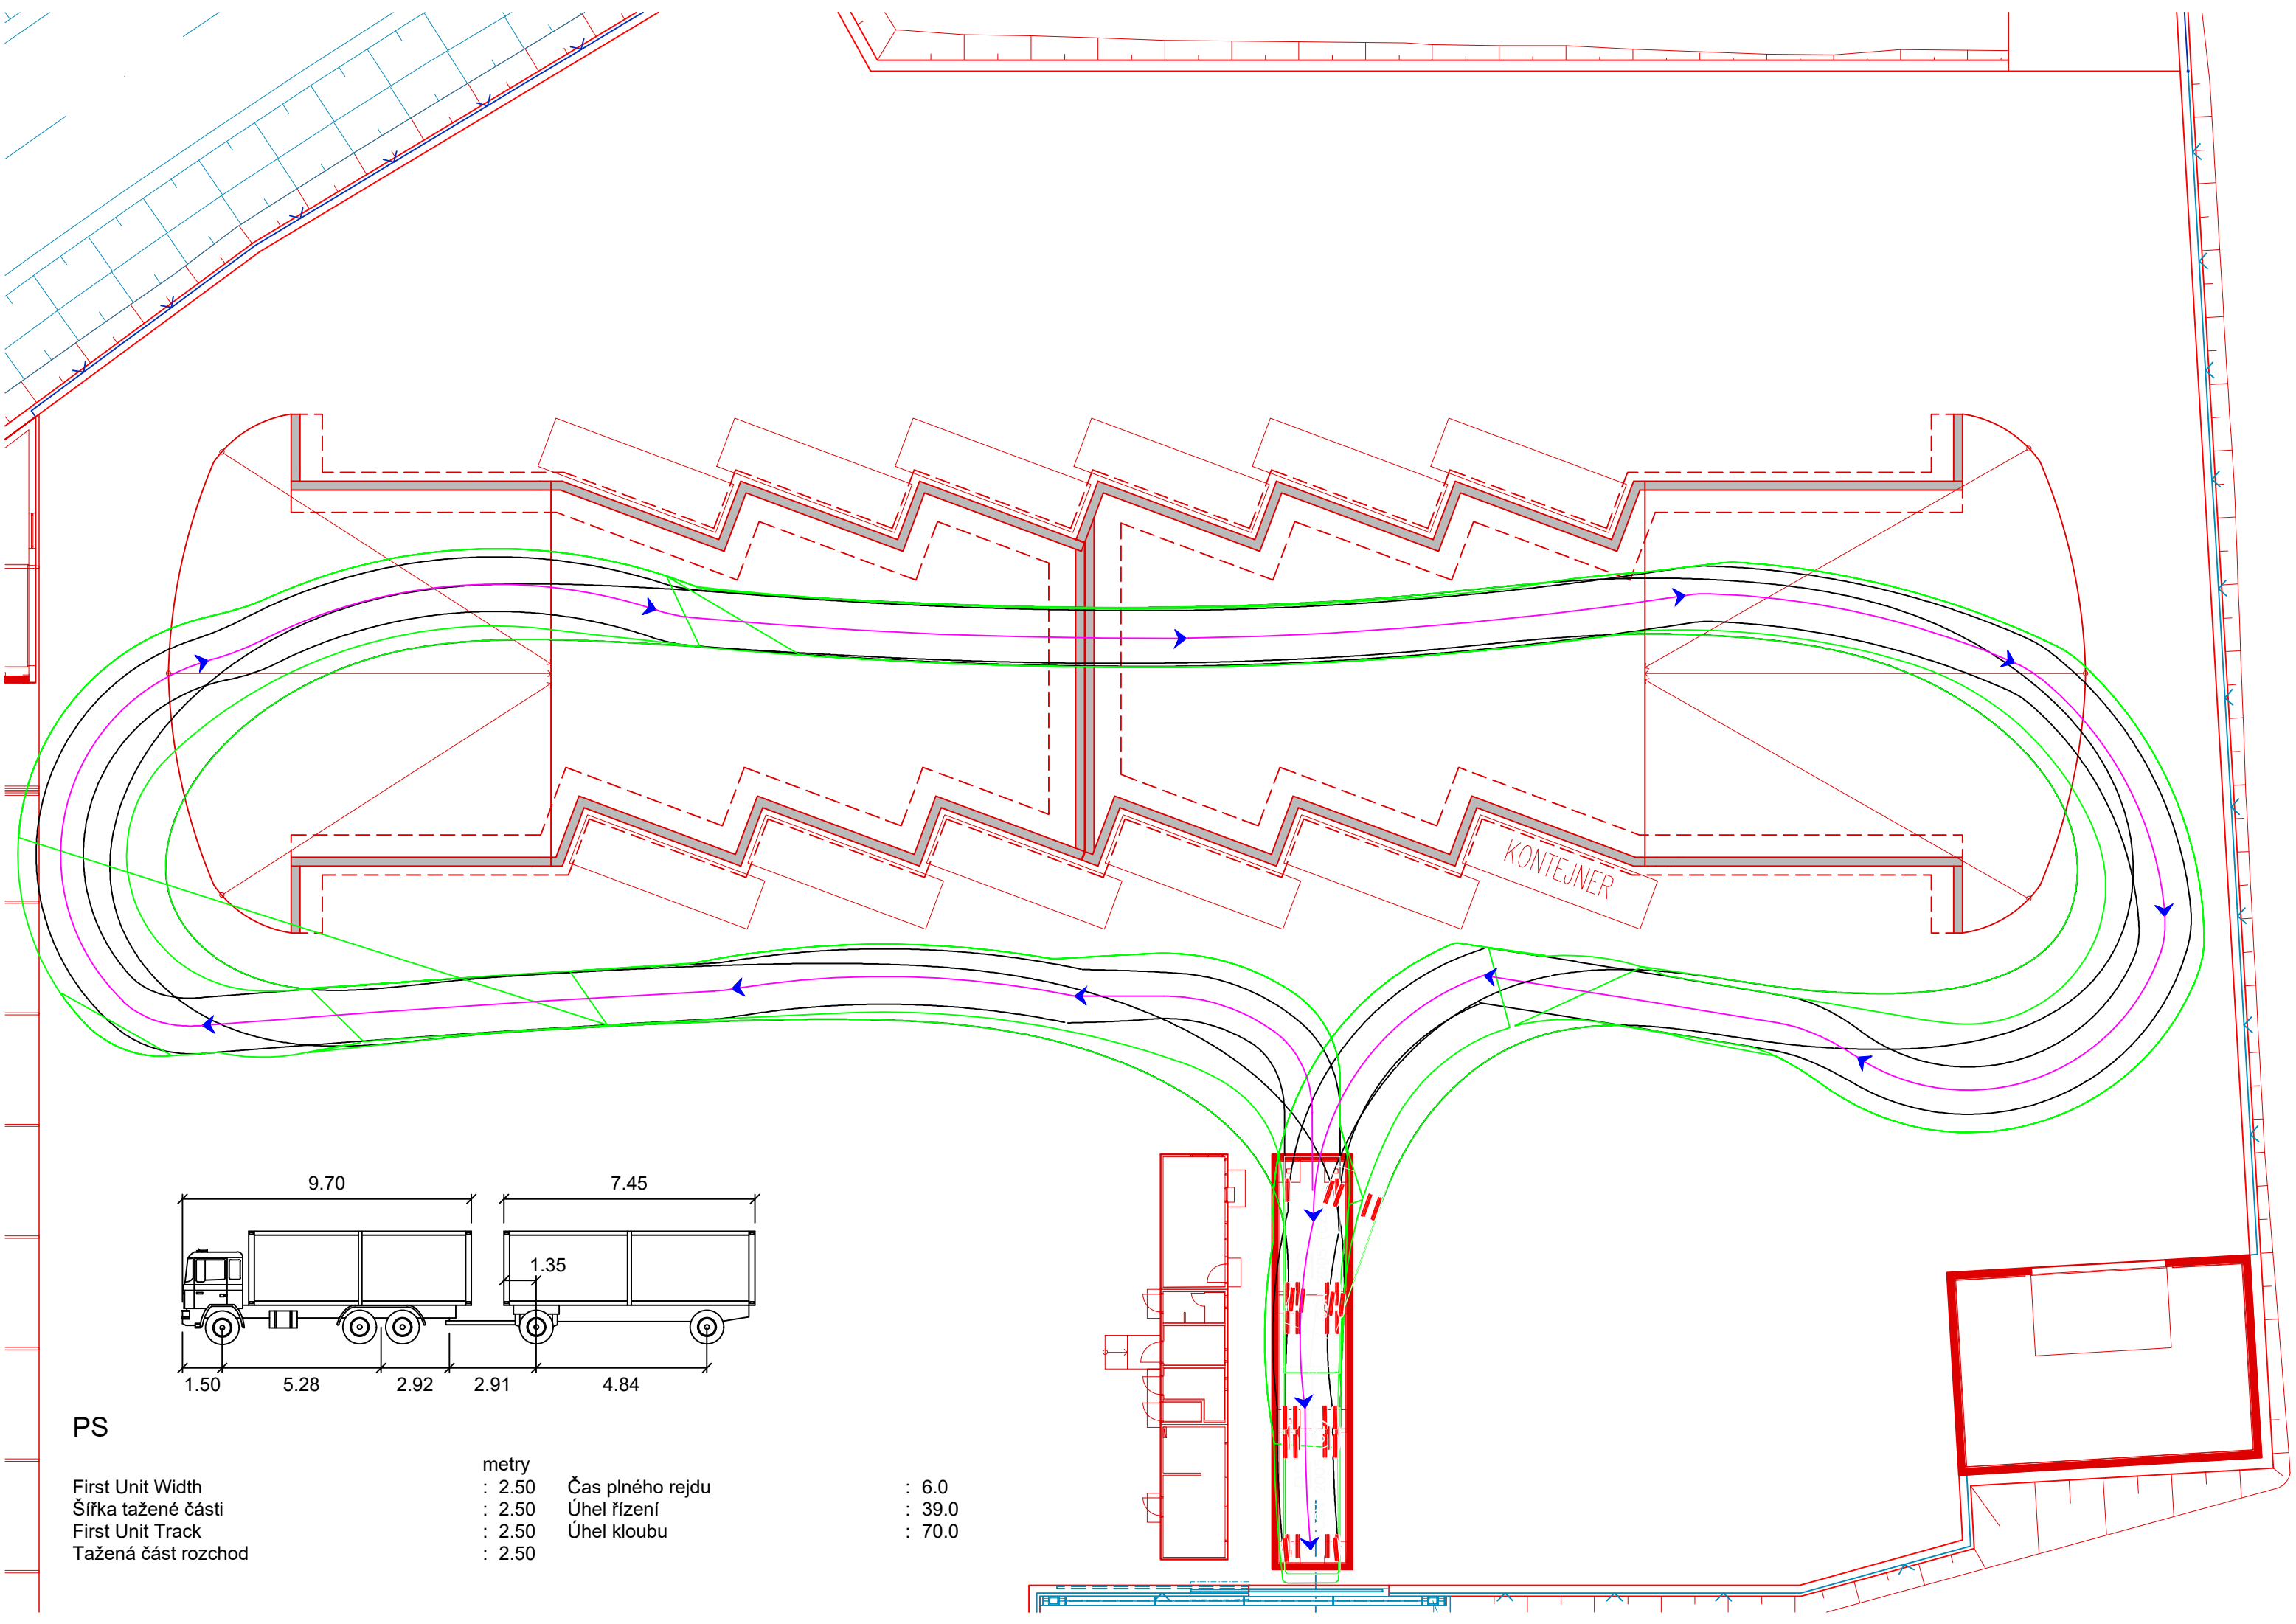 KONTEJNER
9.70 7.45
1.35
1.50 5.28 2.92 2.91 4.84
PS
metry
First Unit Width : 2.50 Čas plného rejdu : 6.0
Šířka tažené části : 2.50 Úhel řízení : 39.0
First Unit Track : 2.50 Úhel kloubu : 70.0
Tažená část rozchod : 2.50